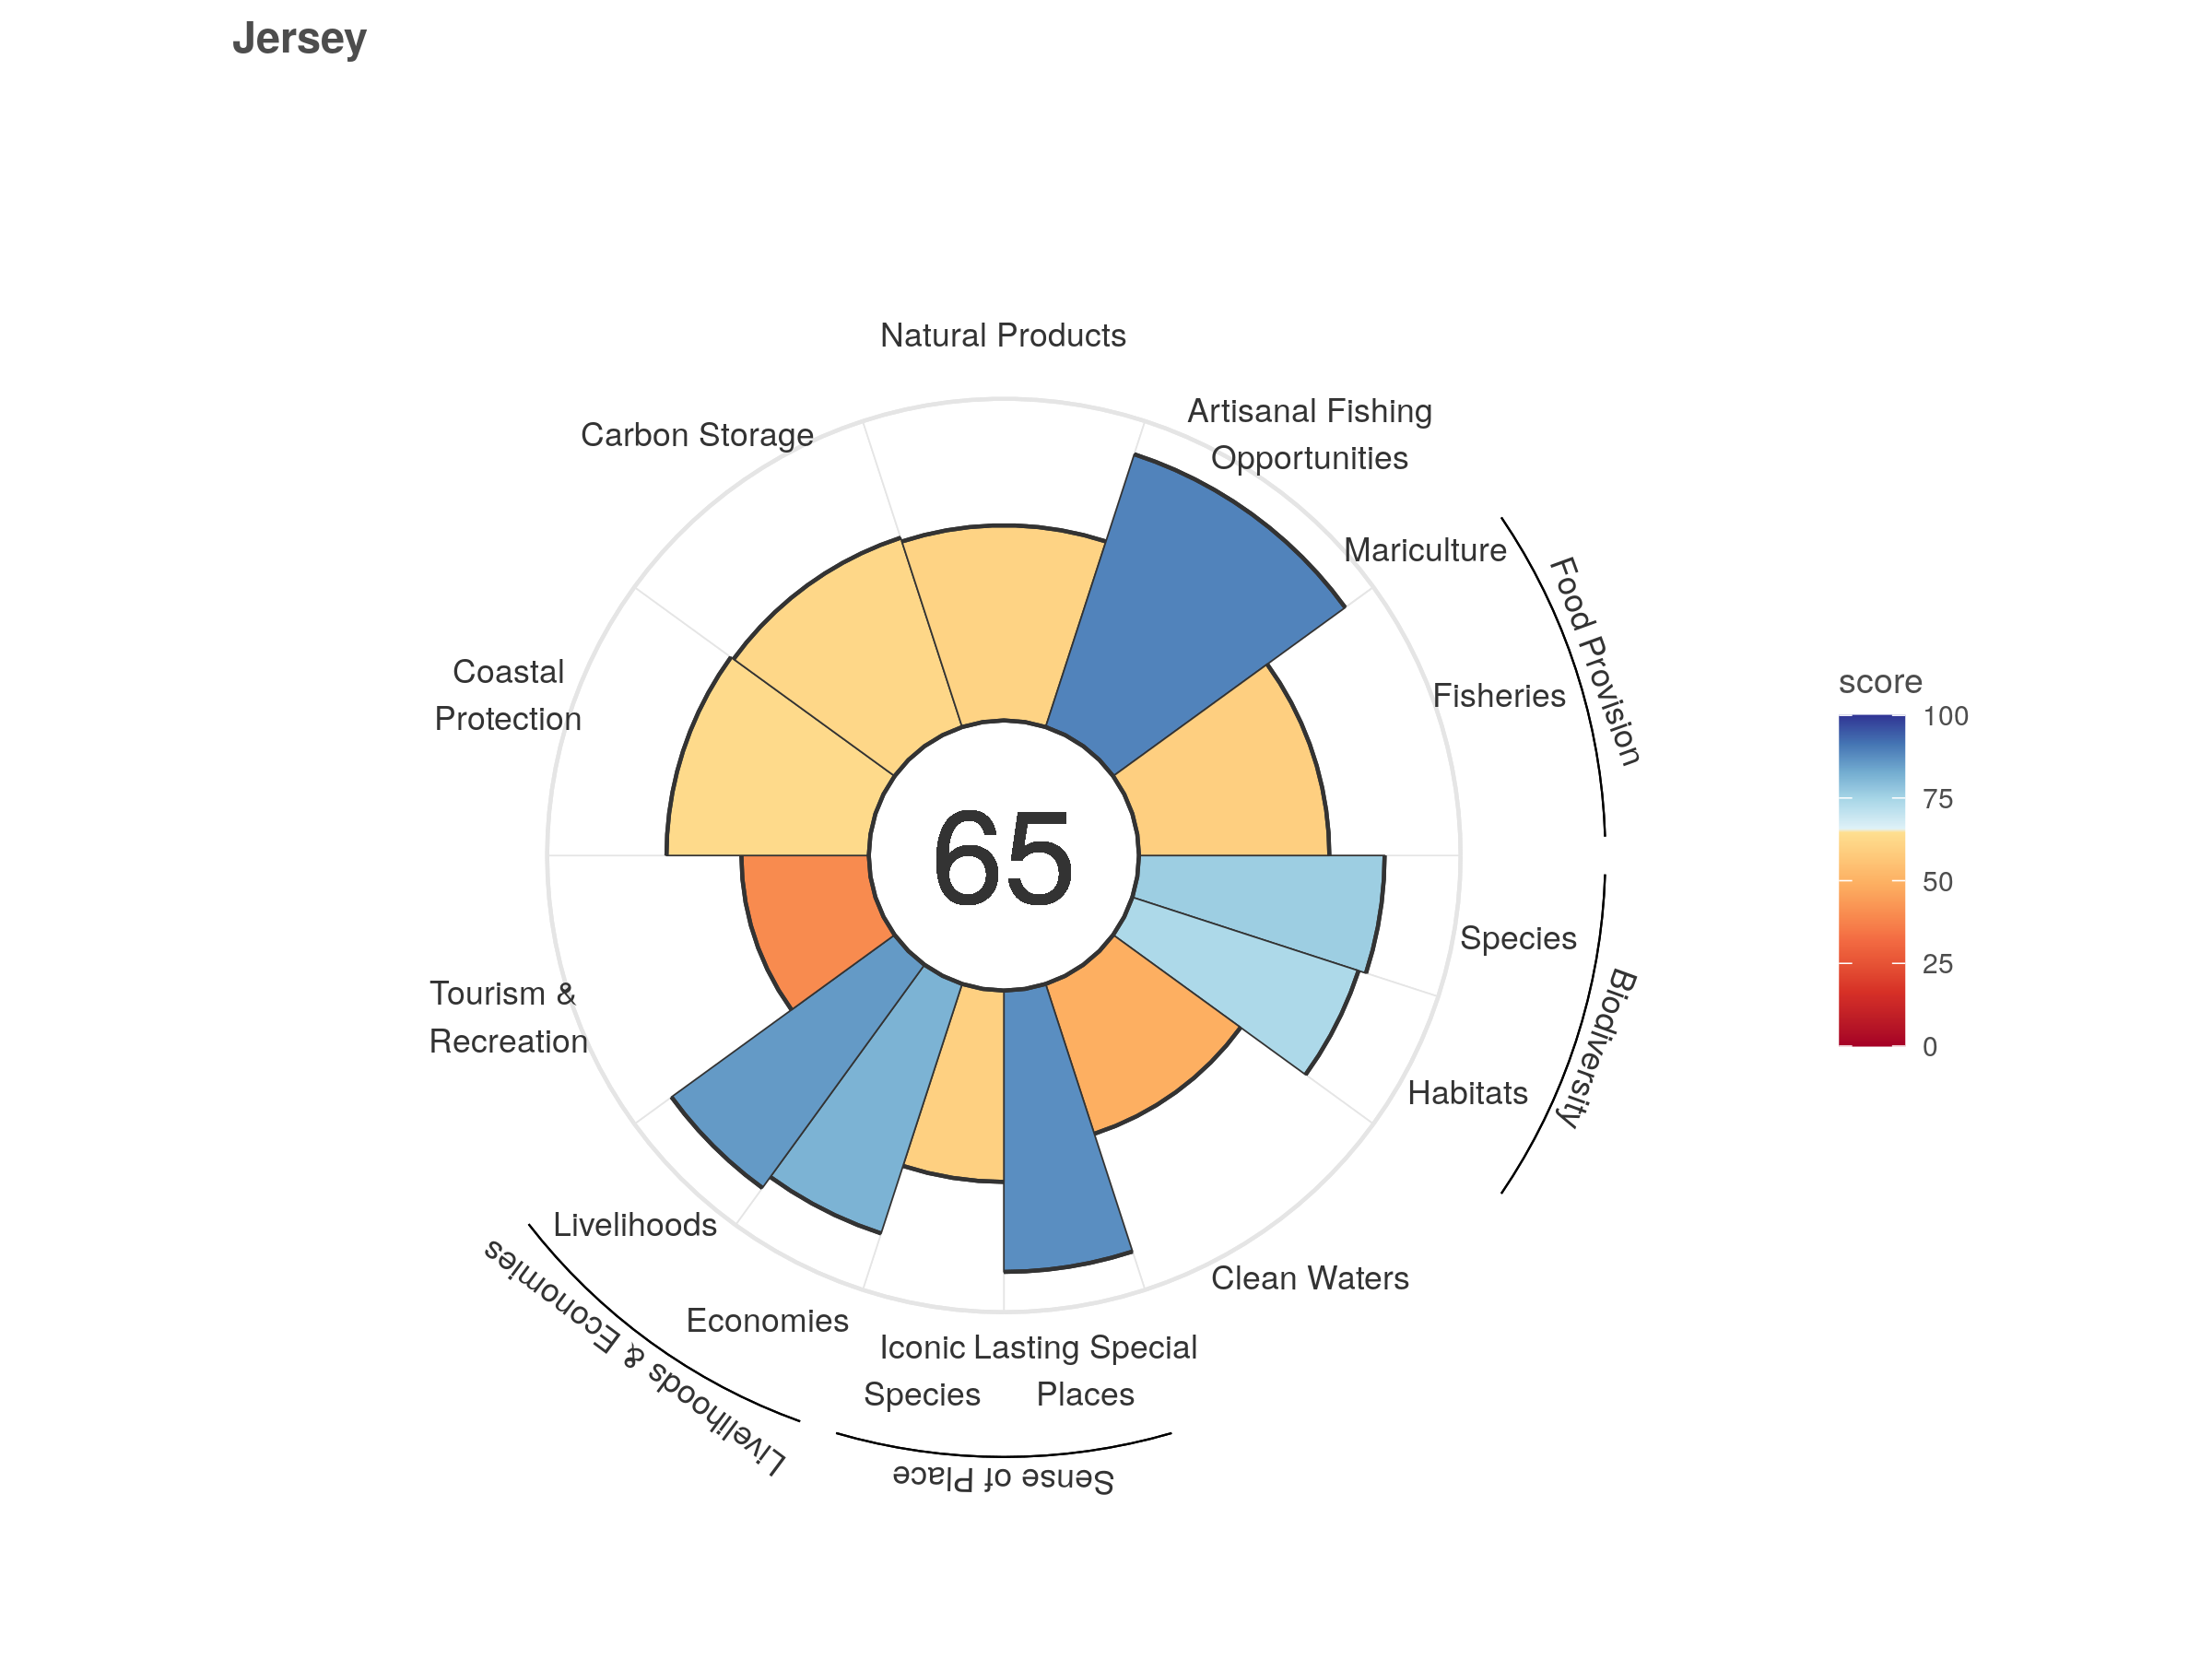 Jersey
Natural Products
Artisanal Fishing
Opportunities
Carbon Storage
Mariculture
Food Provision
Fisheries
Coastal
Protection
score
100
75
50
25
0
65
Species
Biodiversity
Habitats
Tourism &
Recreation
Livelihoods
Livelihoods & Economies
Economies
Clean Waters
Iconic
Species
Lasting Special
Places
Sense of Place